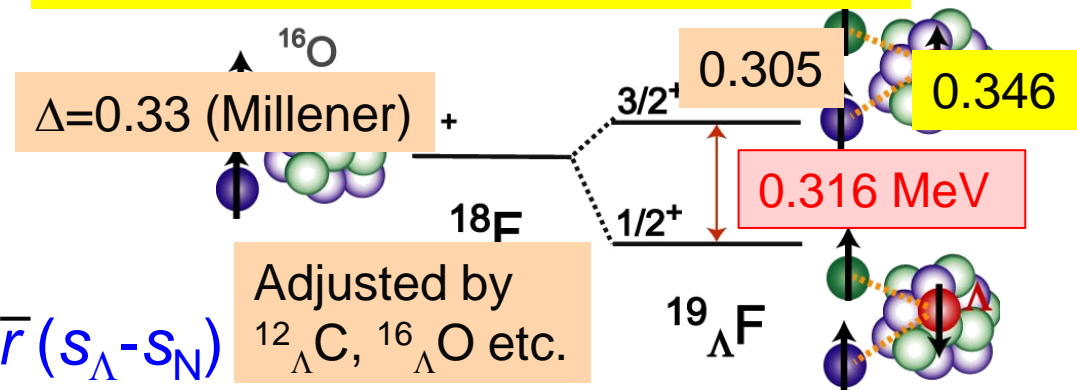 ¹⁶O
0.305
0.346
Δ=0.33 (Millener)
+
3/2⁺
0.316 MeV
¹⁸F
1/2⁺
Adjusted by
¹²ΛC, ¹⁶ΛO etc.
¹⁹ΛF
Λ
r̅ (sΛ-sN)